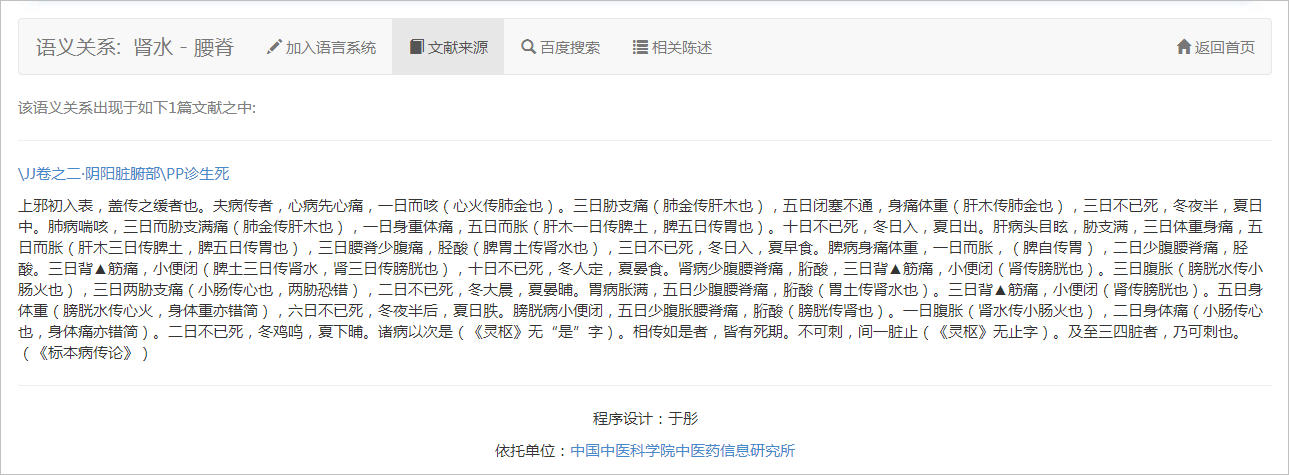 语义关系: 肾水 - 腰脊 加入语言系统 文献来源 百度搜索 相关陈述 返回首页
该语义关系出现于如下1篇文献之中:
\JJ卷之二·阴阳脏腑部\PP诊生死
上邪初入表，盖传之缓者也。夫病传者，心病先心痛，一日而咳（心火传肺金也）。三日胁支痛（肺金传肝木也），五日闭塞不通，身痛体重（肝木传肺金也），三日不已死，冬夜半，夏日
中。肺病喘咳，三日而胁支满痛（肺金传肝木也），一日身重体痛，五日而胀（肝木一日传脾土，脾五日传胃也）。十日不已死，冬日入，夏日出。肝病头目眩，胁支满，三日体重身痛，五
日而胀（肝木三日传脾土，脾五日传胃也），三日腰脊少腹痛，胫酸（脾胃土传肾水也），三日不已死，冬日入，夏早食。脾病身痛体重，一日而胀，（脾自传胃），二日少腹腰脊痛，胫
酸。三日背▲筋痛，小便闭（脾土三日传肾水，肾三日传膀胱也），十日不已死，冬人定，夏晏食。肾病少腹腰脊痛，胻酸，三日背▲筋痛，小便闭（肾传膀胱也）。三日腹胀（膀胱水传小
肠火也），三日两胁支痛（小肠传心也，两胁恐错），二日不已死，冬大晨，夏晏晡。胃病胀满，五日少腹腰脊痛，胻酸（胃土传肾水也）。三日背▲筋痛，小便闭（肾传膀胱也）。五日身
体重（膀胱水传心火，身体重亦错简），六日不已死，冬夜半后，夏日昳。膀胱病小便闭，五日少腹胀腰脊痛，胻酸（膀胱传肾也）。一日腹胀（肾水传小肠火也），二日身体痛（小肠传心
也，身体痛亦错简）。二日不已死，冬鸡鸣，夏下晡。诸病以次是（《灵枢》无“是”字）。相传如是者，皆有死期。不可刺，间一脏止（《灵枢》无止字）。及至三四脏者，乃可刺也。
（《标本病传论》）
程序设计：于彤
依托单位：中国中医科学院中医药信息研究所